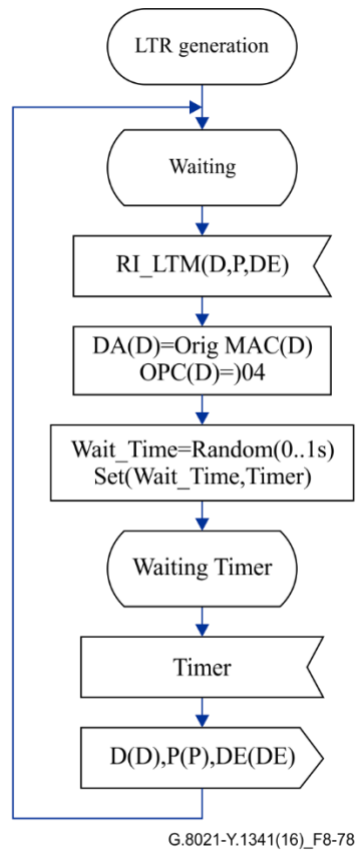 LTR generation
Waiting
RI_LTM(D,P,DE)
DA(D)=Orig MAC(D)
OPC(D)=)04
Wait_Time=Random(0..1s)
Set(Wait_Time,Timer)
Waiting Timer
Timer
D(D),P(P),DE(DE)
G.8021-Y.1341(16)_F8-78